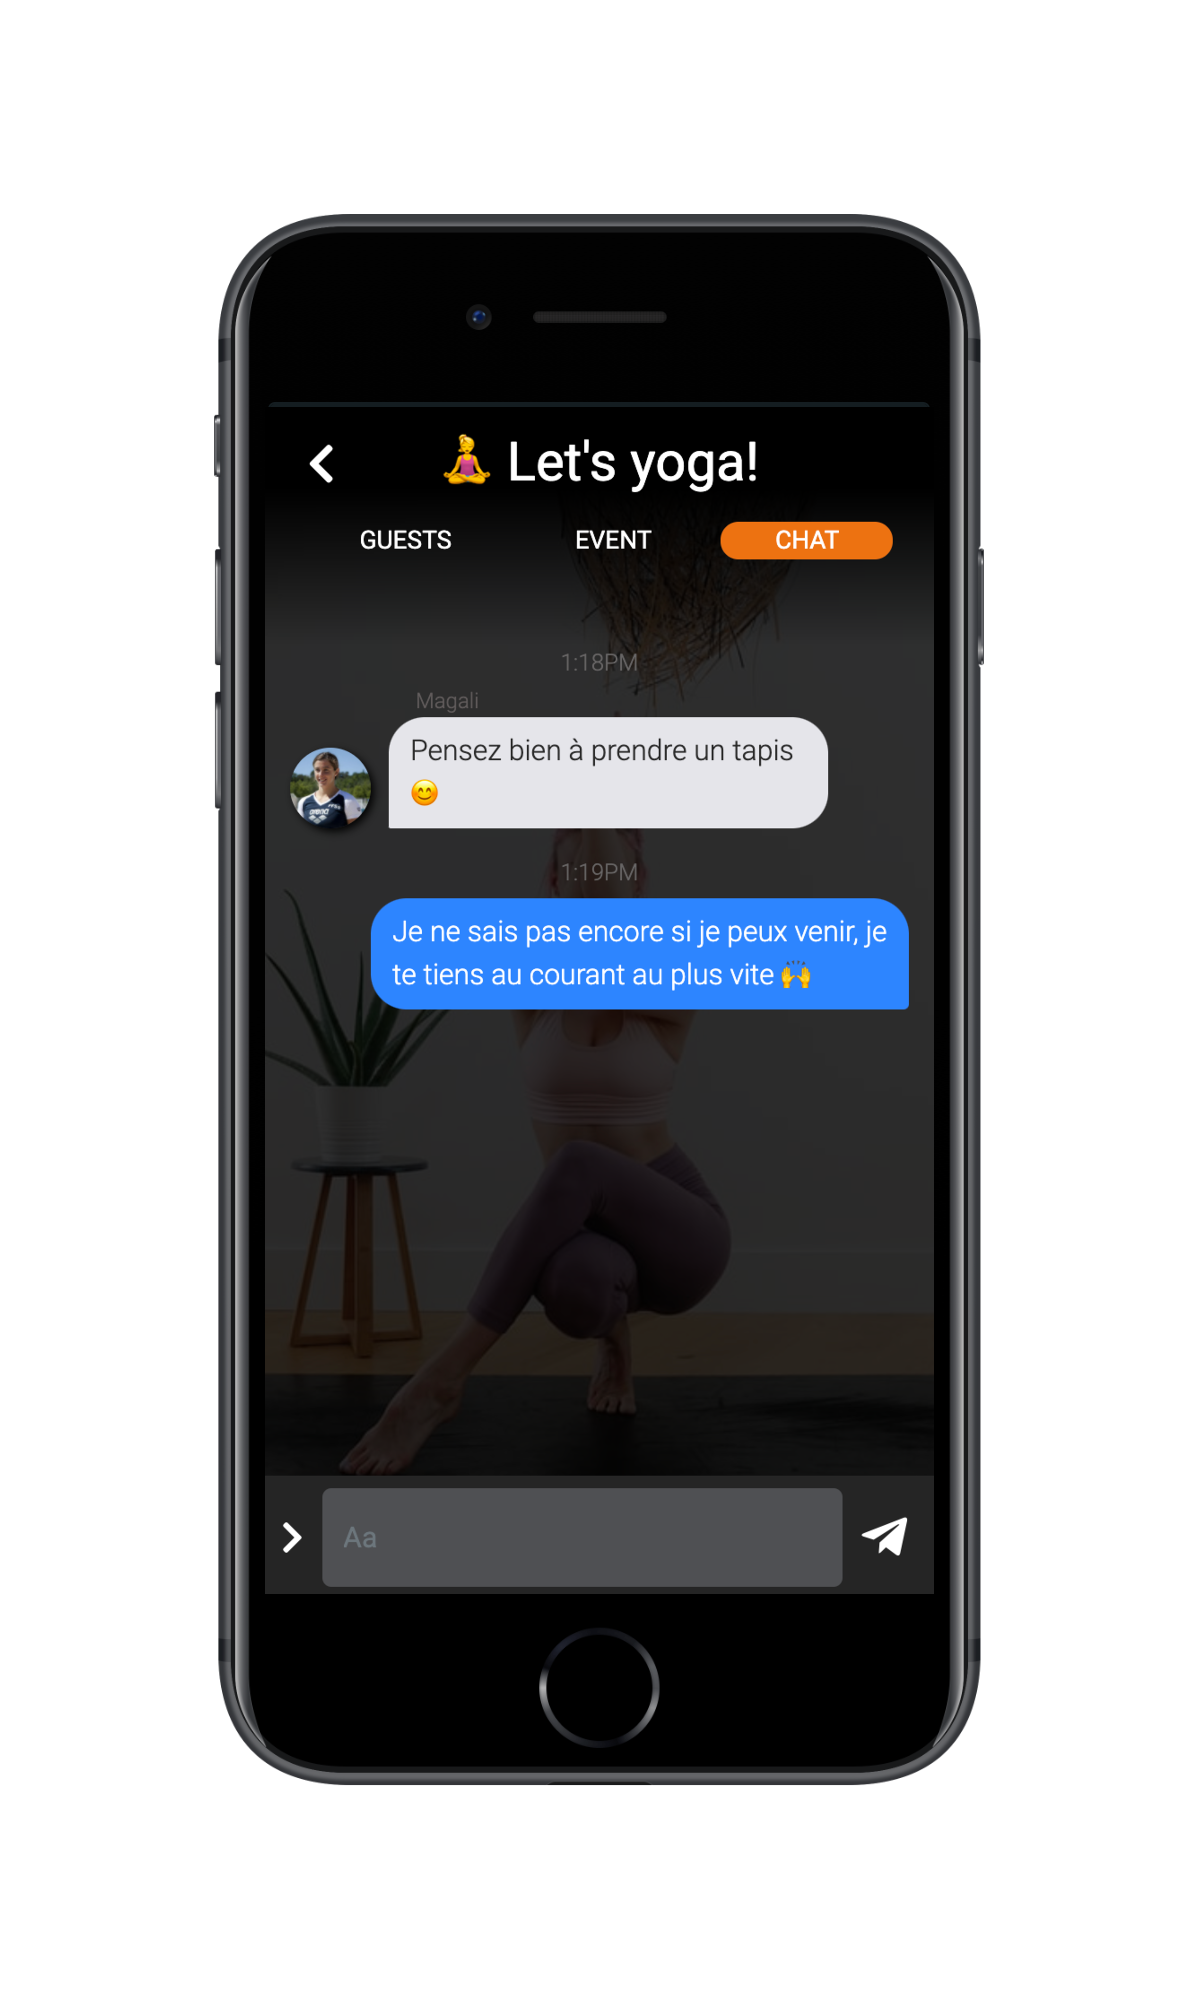 🧘‍♀️ Let's yoga!
GUESTS EVENT CHAT
1:18PM
Magali
Pensez bien à prendre un tapis
😊
1:19PM
Je ne sais pas encore si je peux venir, je
te tiens au courant au plus vite 🙌
Aa